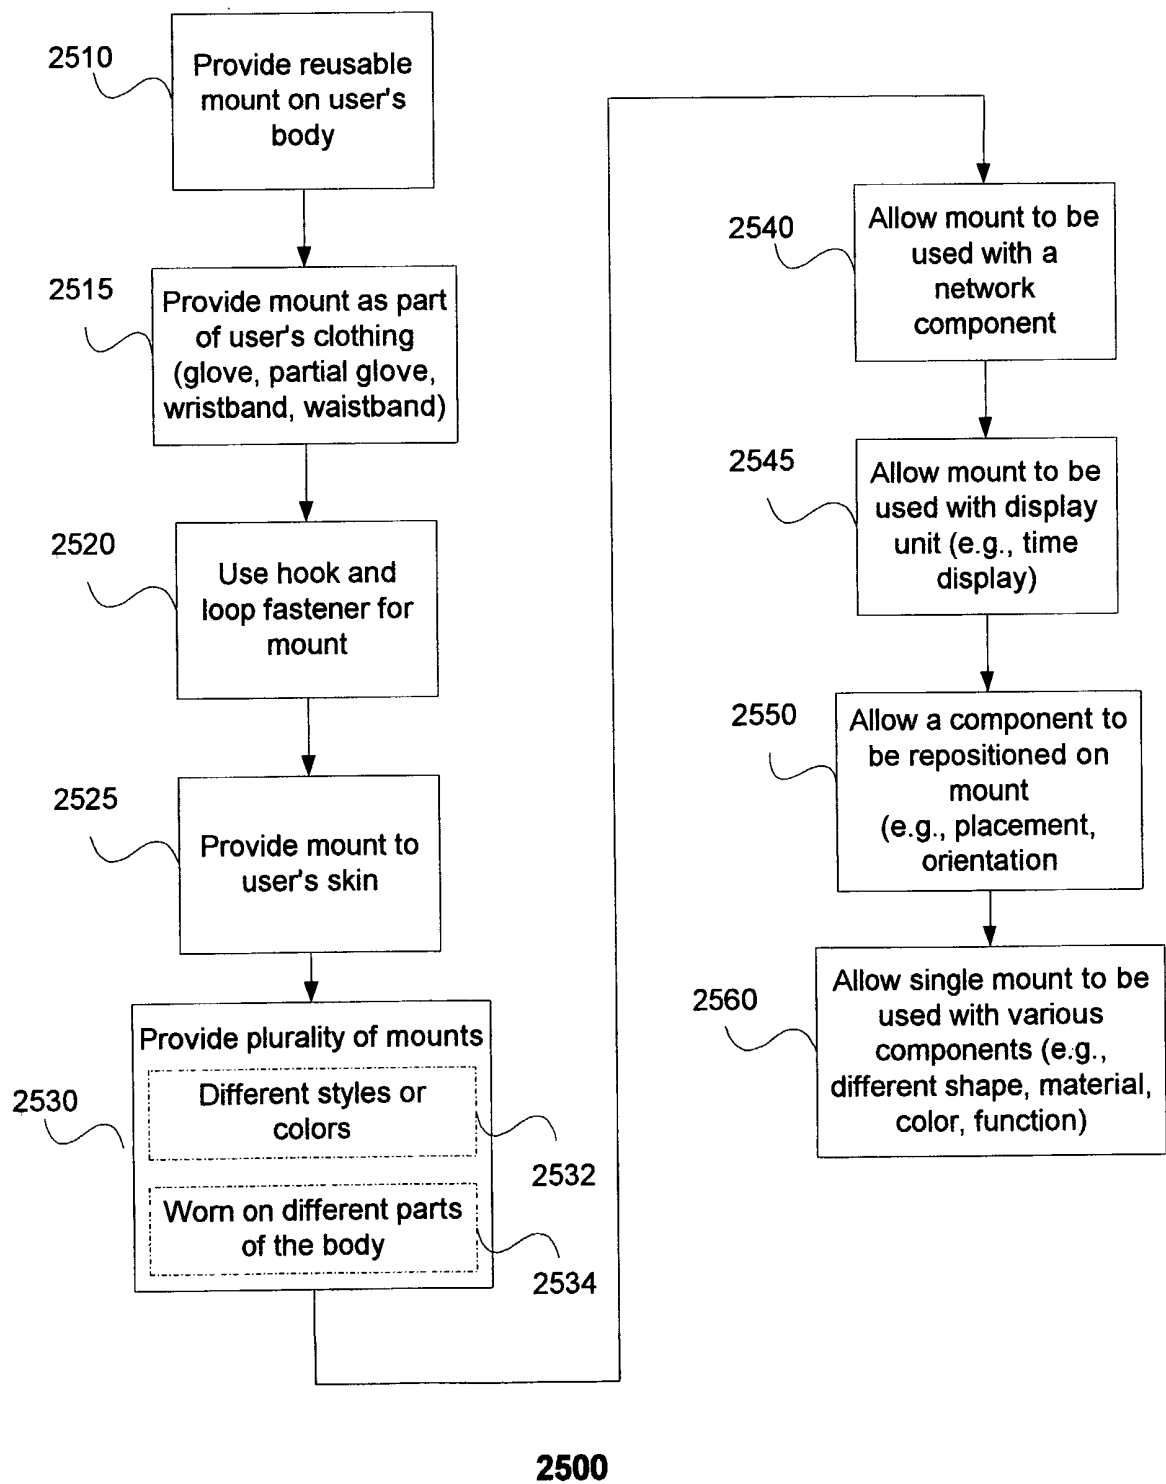 2510
Provide reusable
mount on user's
body
2515
Provide mount as part
of user's clothing
(glove, partial glove,
wristband, waistband)
2520
Use hook and
loop fastener for
mount
2525
Provide mount to
user's skin
2530
Provide plurality of mounts
Different styles or
colors
2532
Worn on different parts
of the body
2534
2540
Allow mount to be
used with a
network
component
2545
Allow mount to be
used with display
unit (e.g., time
display)
2550
Allow a component to
be repositioned on
mount
(e.g., placement,
orientation
2560
Allow single mount to be
used with various
components (e.g.,
different shape, material,
color, function)
2500